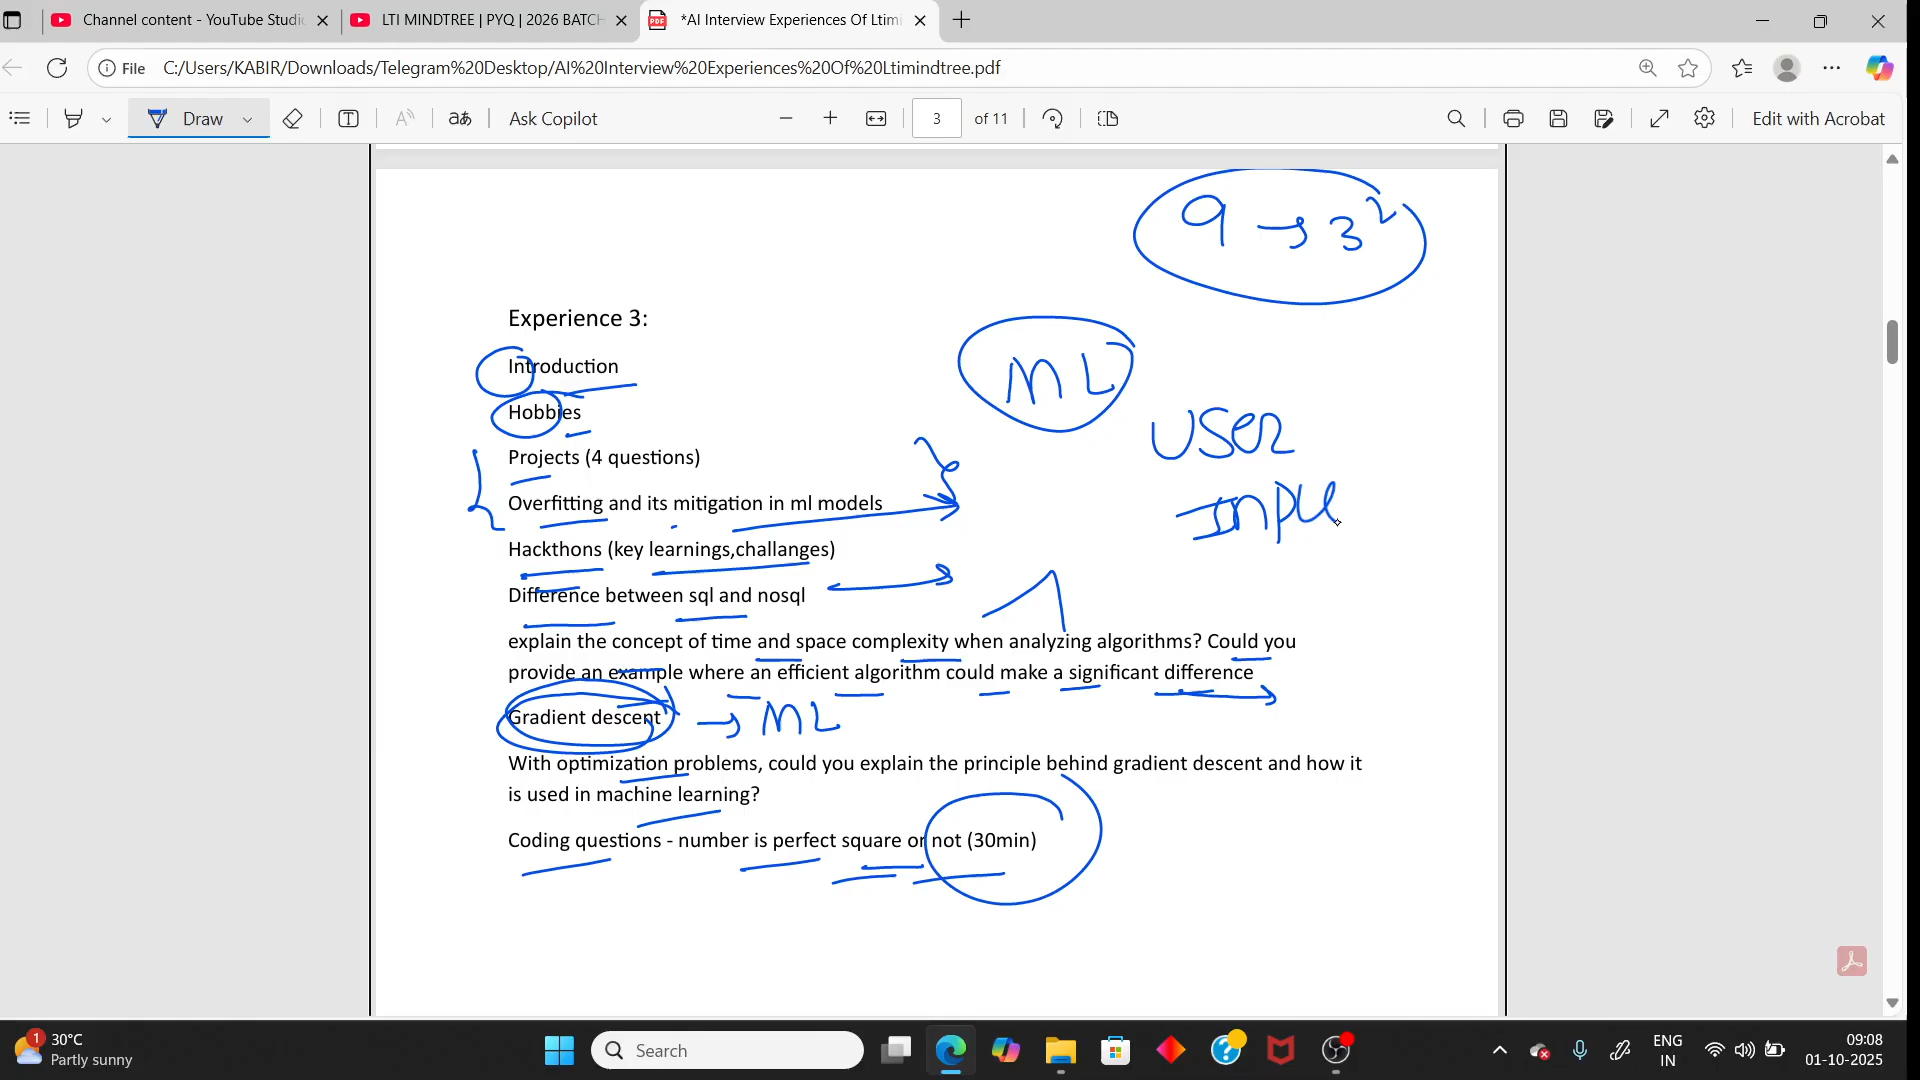 Channel content - YouTube Studi
LTI MINDTREE | PYQ | 2026 BATCH
*AI Interview Experiences Of Ltimi
File C:/Users/KABIR/Downloads/Telegram%20Desktop/AI%20Interview%20Experiences%20Of%20Ltimindtree.pdf
Draw
aあ
Ask Copilot
3 of 11
Edit with Acrobat
9 → 3²
Experience 3:
ML
Introduction
Hobbies
USER
Projects (4 questions)
Overfitting and its mitigation in ml models
INPU
Hackthons (key learnings,challanges)
Difference between sql and nosql
explain the concept of time and space complexity when analyzing algorithms? Could you
provide an example where an efficient algorithm could make a significant difference
Gradient descent → ML
With optimization problems, could you explain the principle behind gradient descent and how it
is used in machine learning?
Coding questions - number is perfect square or not (30min)
1
30°C
Partly sunny
Search
ENG
IN
09:08
01-10-2025